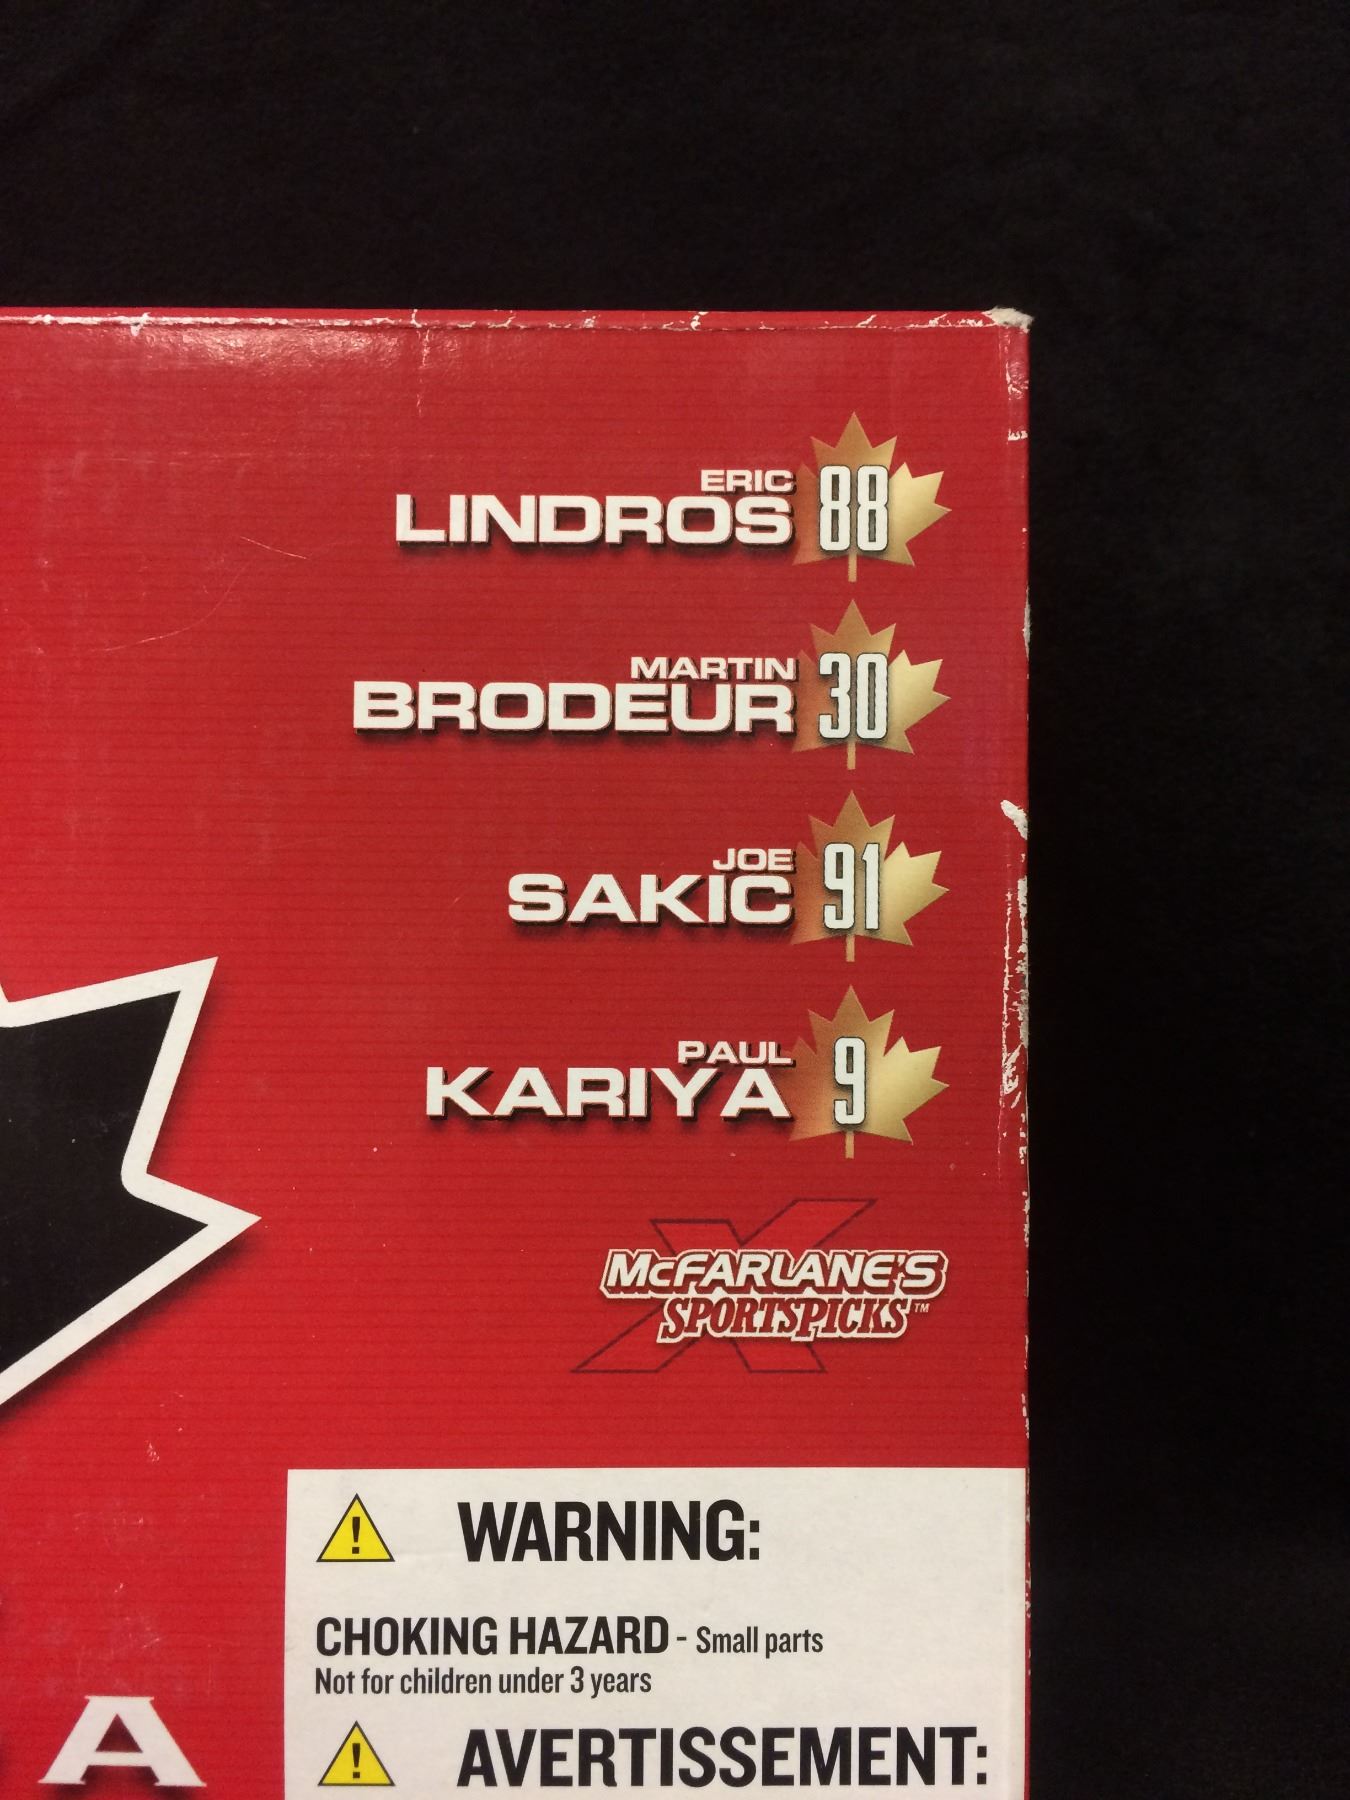 ERIC
LINDROS 88
MARTIN
BRODEUR 30
JOE
SAKIC 91
PAUL
KARIYA 9
McFARLANE'S
SPORTSPICKS™
WARNING:
CHOKING HAZARD - Small parts
Not for children under 3 years
AVERTISSEMENT:
A